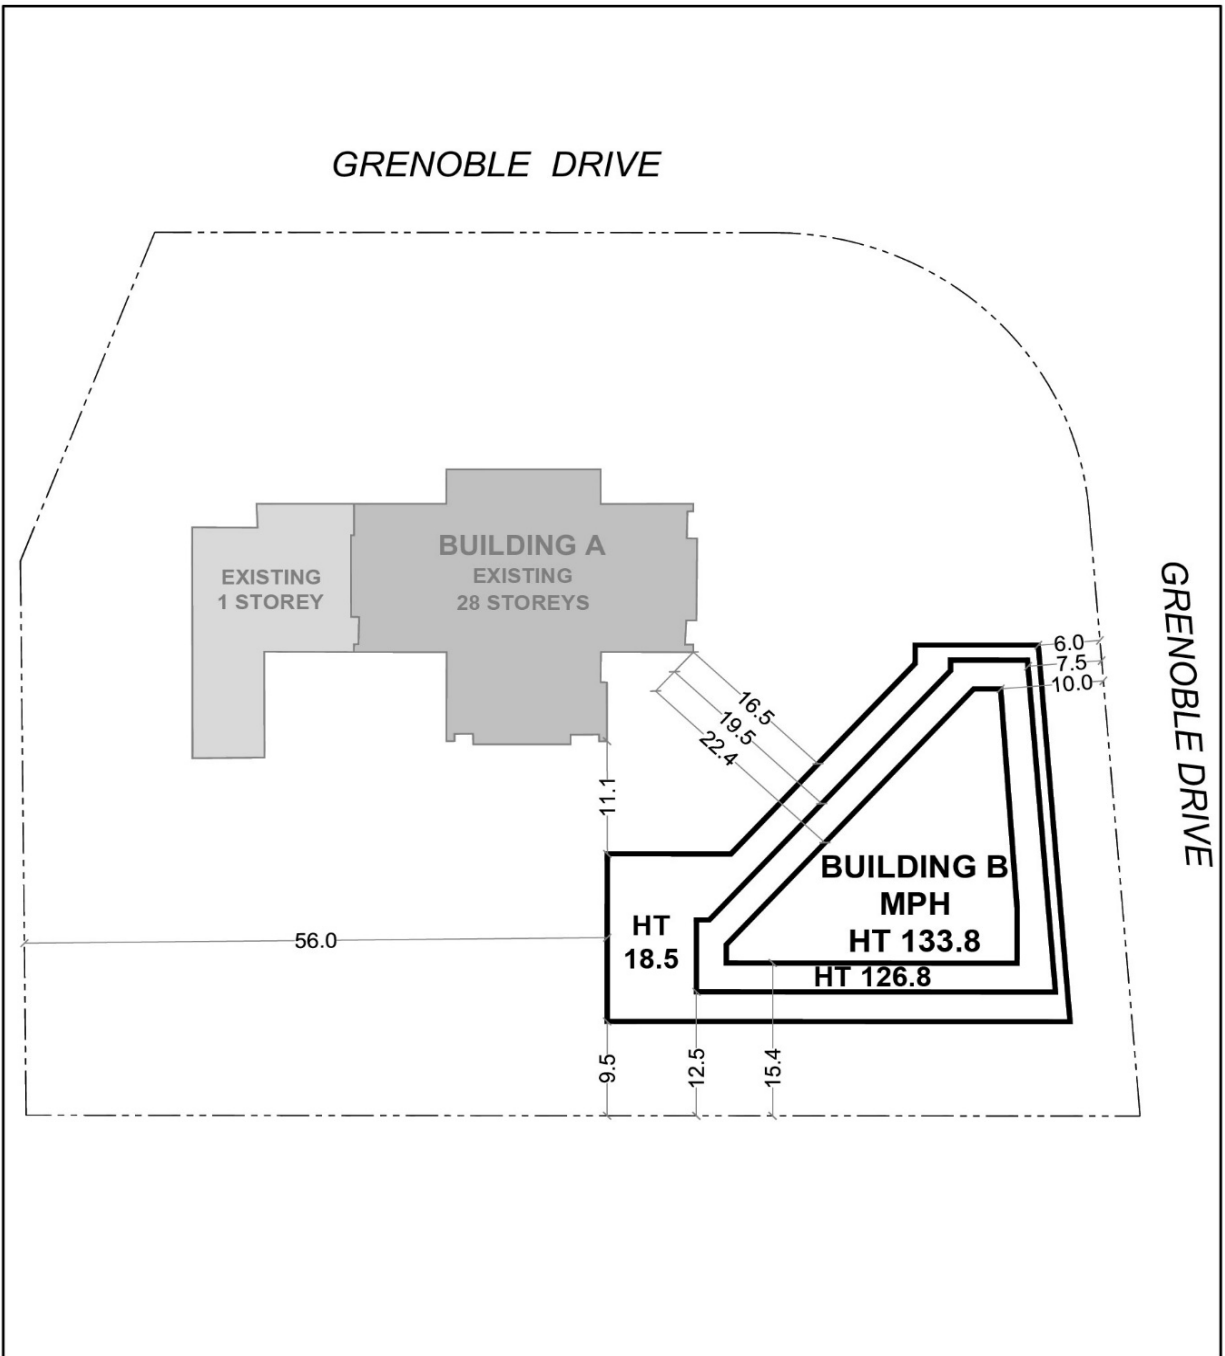 GRENOBLE DRIVE
BUILDING A
EXISTING
28 STOREYS
EXISTING
1 STOREY
GRENOBLE DRIVE
6.0
7.5
10.0
16.5
19.5
22.4
11.1
BUILDING B
MPH
HT 133.8
HT 126.8
HT
18.5
56.0
9.5
12.5
15.4